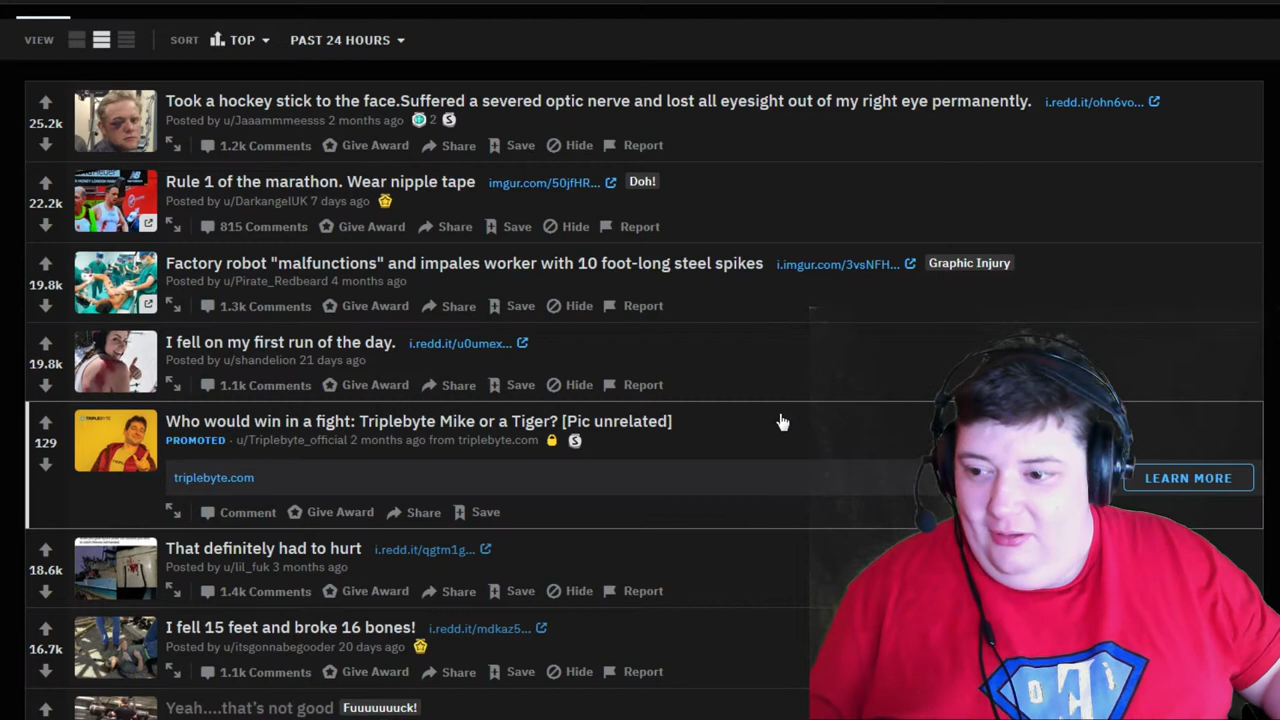 VIEW SORT TOP PAST 24 HOURS
Took a hockey stick to the face.Suffered a severed optic nerve and lost all eyesight out of my right eye permanently. i.redd.it/ohn6vo...
25.2k
Posted by u/Jaaammmeesss 2 months ago 2 S
1.2k Comments Give Award Share Save Hide Report
Rule 1 of the marathon. Wear nipple tape imgur.com/50jfHR... Doh!
22.2k
Posted by u/DarkangelUK 7 days ago
815 Comments Give Award Share Save Hide Report
Factory robot "malfunctions" and impales worker with 10 foot-long steel spikes i.imgur.com/3vsNFH... Graphic Injury
19.8k
Posted by u/Pirate_Redbeard 4 months ago
1.3k Comments Give Award Share Save Hide Report
I fell on my first run of the day. i.redd.it/u0umex...
19.8k
Posted by u/shandelion 21 days ago
1.1k Comments Give Award Share Save Hide Report
TRIPLEBYTE
Who would win in a fight: Triplebyte Mike or a Tiger? [Pic unrelated]
129
PROMOTED · u/Triplebyte_official 2 months ago from triplebyte.com S
triplebyte.com LEARN MORE
Comment Give Award Share Save
That definitely had to hurt i.redd.it/qgtm1g...
18.6k
Posted by u/lil_fuk 3 months ago
1.4k Comments Give Award Share Save Hide Report
I fell 15 feet and broke 16 bones! i.redd.it/mdkaz5...
16.7k
Posted by u/itsgonnabegooder 20 days ago
1.1k Comments Give Award Share Save Hide Report
Yeah....that's not good Fuuuuuuuck!